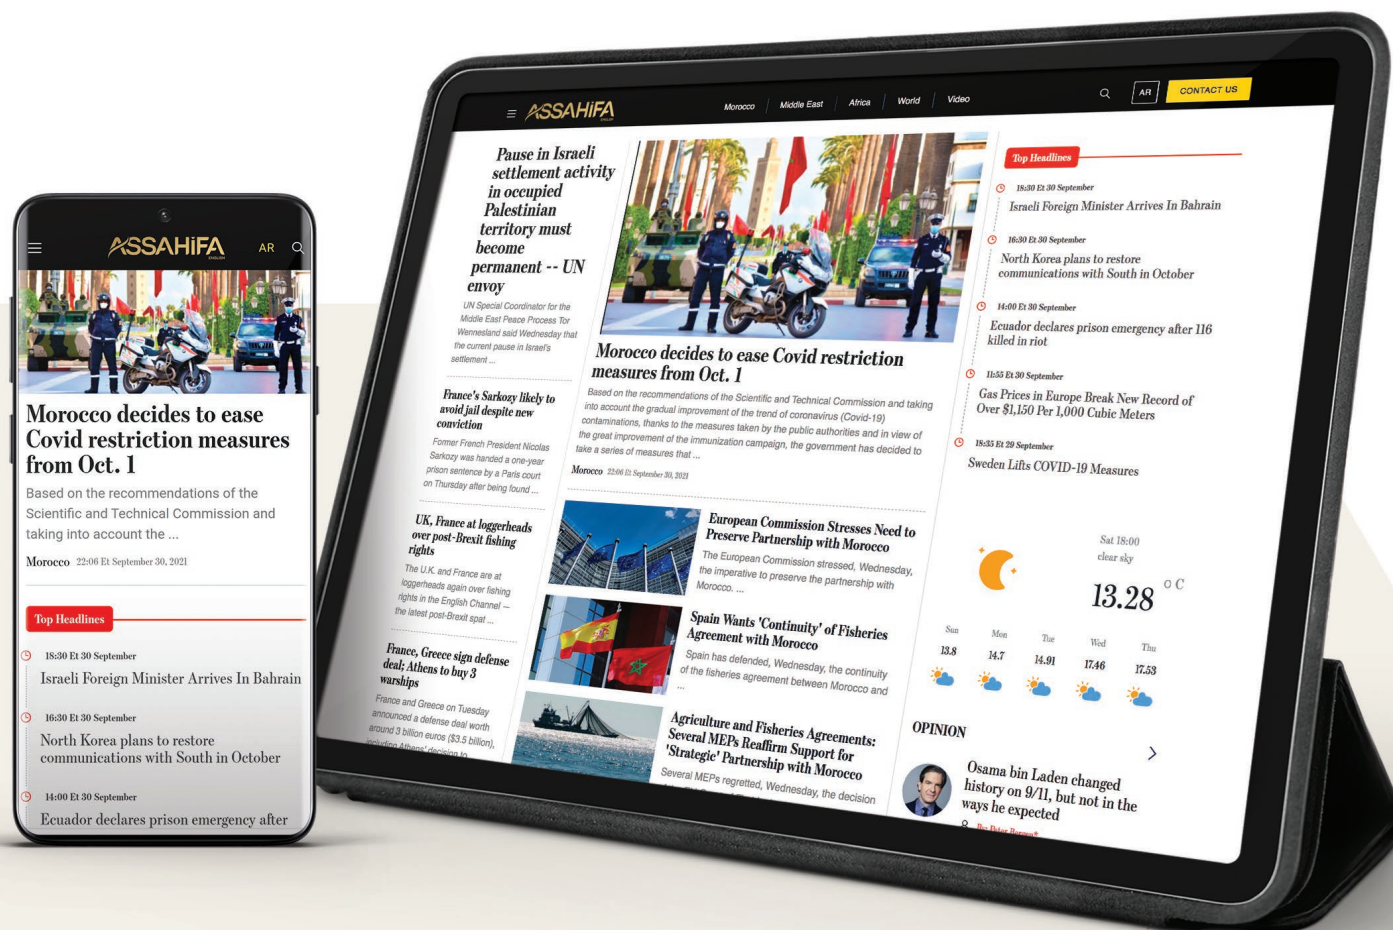 ASSAHiFA
ENGLISH
AR
Morocco decides to ease
Covid restriction measures
from Oct. 1
Based on the recommendations of the
Scientific and Technical Commission and
taking into account the ...
Morocco 22:06 Et September 30, 2021
Top Headlines
18:30 Et 30 September
Israeli Foreign Minister Arrives In Bahrain
16:30 Et 30 September
North Korea plans to restore
communications with South in October
14:00 Et 30 September
Ecuador declares prison emergency after
ASSAHiFA
ENGLISH
Morocco
Middle East
Africa
World
Video
AR
CONTACT US
Pause in Israeli
settlement activity
in occupied
Palestinian
territory must
become
permanent -- UN
envoy
UN Special Coordinator for the
Middle East Peace Process Tor
Wennesland said Wednesday that
the current pause in Israel's
settlement ...
France's Sarkozy likely to
avoid jail despite new
conviction
Former French President Nicolas
Sarkozy was handed a one-year
prison sentence by a Paris court
on Thursday after being found ...
UK, France at loggerheads
over post-Brexit fishing
rights
The U.K. and France are at
loggerheads again over fishing
rights in the English Channel —
the latest post-Brexit spat ...
France, Greece sign defense
deal; Athens to buy 3
warships
France and Greece on Tuesday
announced a defense deal worth
around 3 billion euros ($3.5 billion),
including Athens' decision to
Morocco decides to ease Covid restriction
measures from Oct. 1
Based on the recommendations of the Scientific and Technical Commission and taking
into account the gradual improvement of the trend of coronavirus (Covid-19)
contaminations, thanks to the measures taken by the public authorities and in view of
the great improvement of the immunization campaign, the government has decided to
take a series of measures that ...
Morocco 22:06 Et September 30, 2021
European Commission Stresses Need to
Preserve Partnership with Morocco
The European Commission stressed, Wednesday,
the imperative to preserve the partnership with
Morocco. ...
Spain Wants 'Continuity' of Fisheries
Agreement with Morocco
Spain has defended, Wednesday, the continuity
of the fisheries agreement between Morocco and
...
Agriculture and Fisheries Agreements:
Several MEPs Reaffirm Support for
'Strategic' Partnership with Morocco
Several MEPs regretted, Wednesday, the decision
Top Headlines
18:30 Et 30 September
Israeli Foreign Minister Arrives In Bahrain
16:30 Et 30 September
North Korea plans to restore
communications with South in October
14:00 Et 30 September
Ecuador declares prison emergency after 116
killed in riot
11:55 Et 30 September
Gas Prices in Europe Break New Record of
Over $1,150 Per 1,000 Cubic Meters
18:35 Et 29 September
Sweden Lifts COVID-19 Measures
Sat 18:00
clear sky
13.28 °C
Sun Mon Tue Wed Thu
13.8 14.7 14.91 17.46 17.53
OPINION
Osama bin Laden changed
history on 9/11, but not in the
ways he expected
By: Peter Bergen*